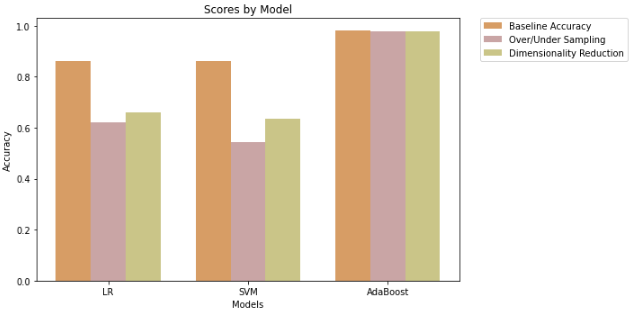 Scores by Model
Baseline Accuracy
Over/Under Sampling
Dimensionality Reduction
Accuracy
1.0
0.8
0.6
0.4
0.2
0.0
LR
SVM
AdaBoost
Models